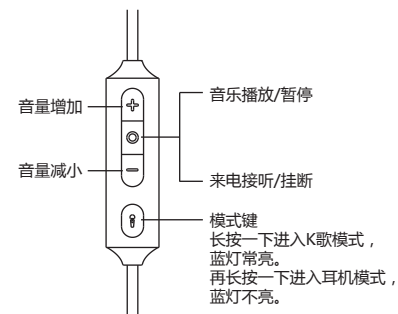 音量增加
音乐播放/暂停
音量减小
来电接听/挂断
模式键
长按一下进入K歌模式，
蓝灯常亮。
再长按一下进入耳机模式，
蓝灯不亮。